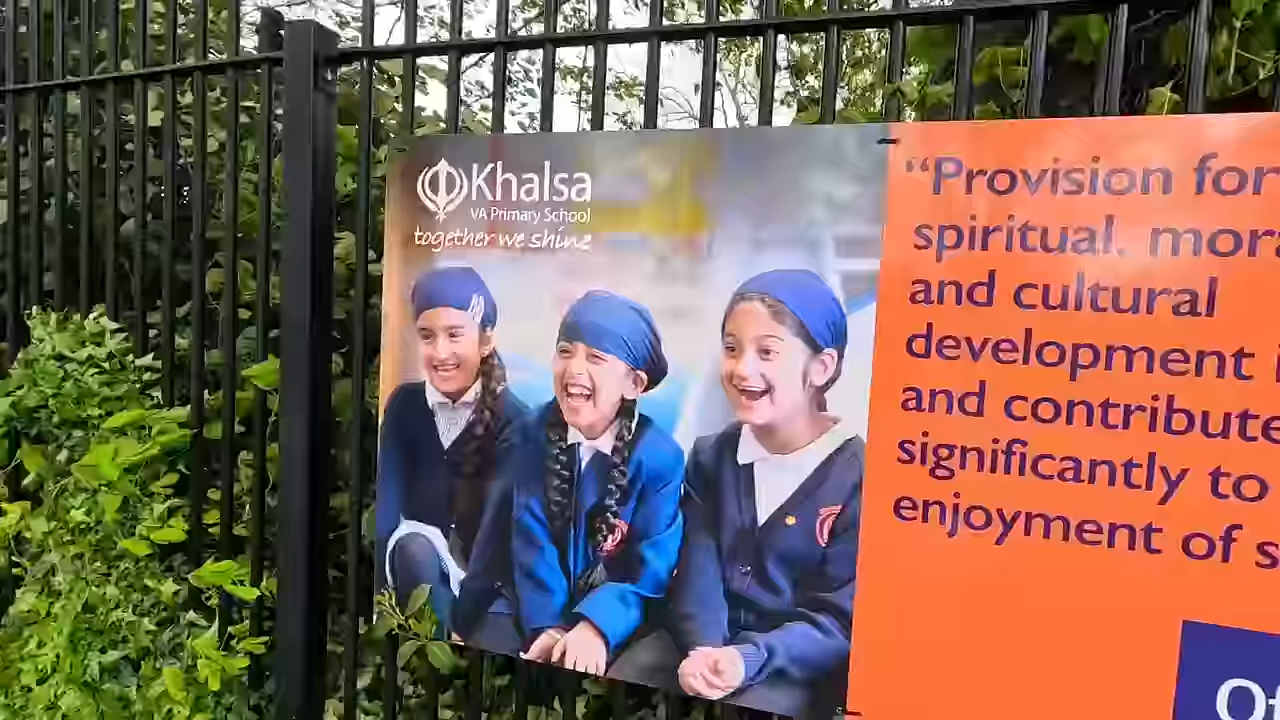 Khalsa
VA Primary School
together we shine
“Provision for
spiritual, mor
and cultural
development i
and contribute
significantly to
enjoyment of s
Of